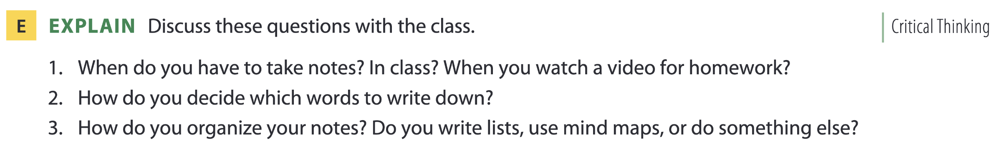 E EXPLAIN Discuss these questions with the class. Critical Thinking
1. When do you have to take notes? In class? When you watch a video for homework?
2. How do you decide which words to write down?
3. How do you organize your notes? Do you write lists, use mind maps, or do something else?